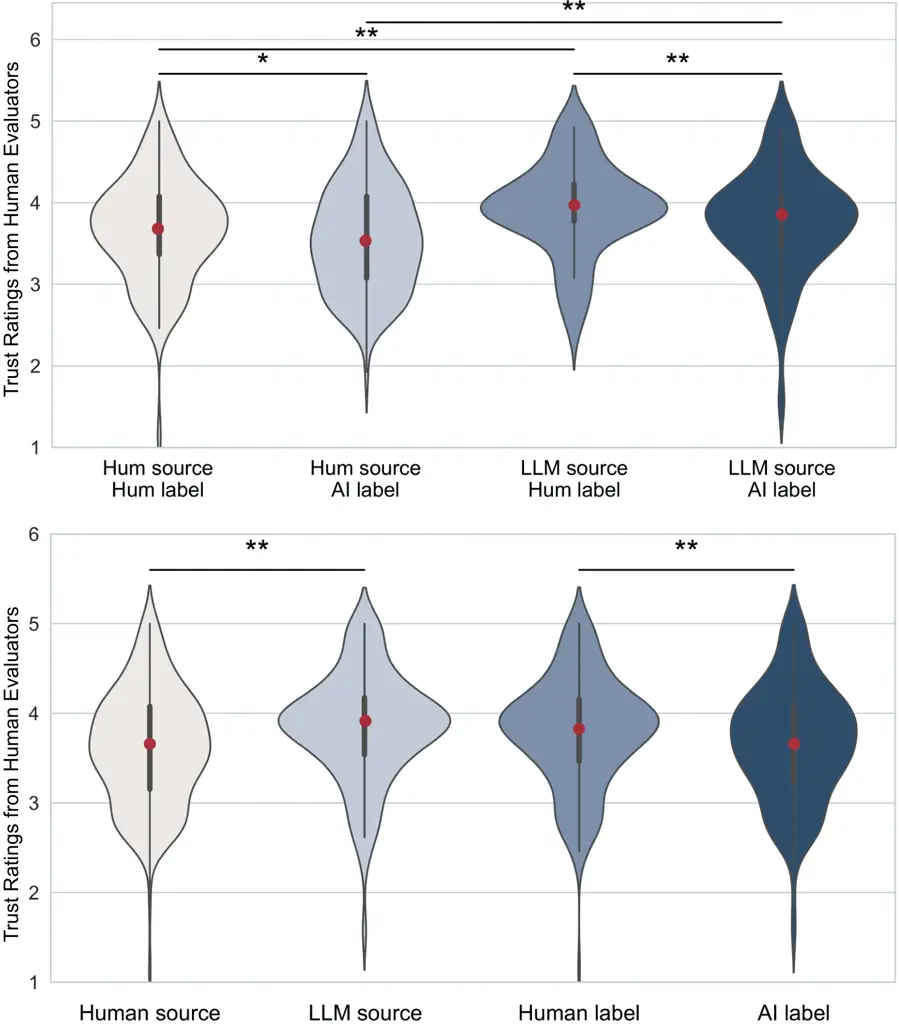 **
**
*
**
6
5
4
3
2
1
Trust Ratings from Human Evaluators
Hum source
Hum label
Hum source
AI label
LLM source
Hum label
LLM source
AI label
**
**
6
5
4
3
2
1
Trust Ratings from Human Evaluators
Human source
LLM source
Human label
AI label